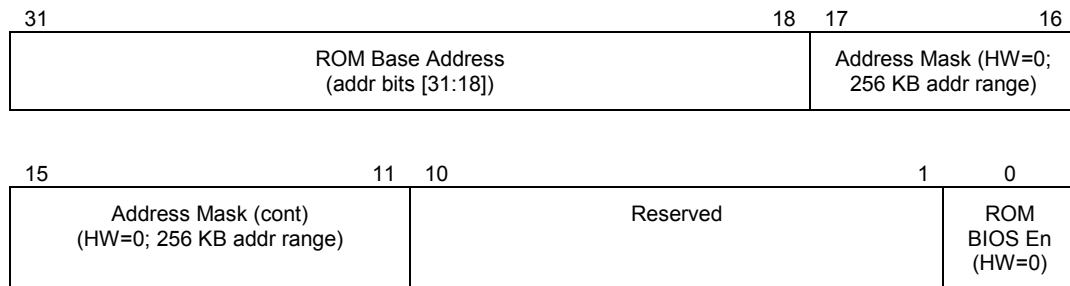 31 18 17 16
ROM Base Address
(addr bits [31:18])
Address Mask (HW=0;
256 KB addr range)
15 11 10 1 0
Address Mask (cont)
(HW=0; 256 KB addr range)
Reserved
ROM
BIOS En
(HW=0)